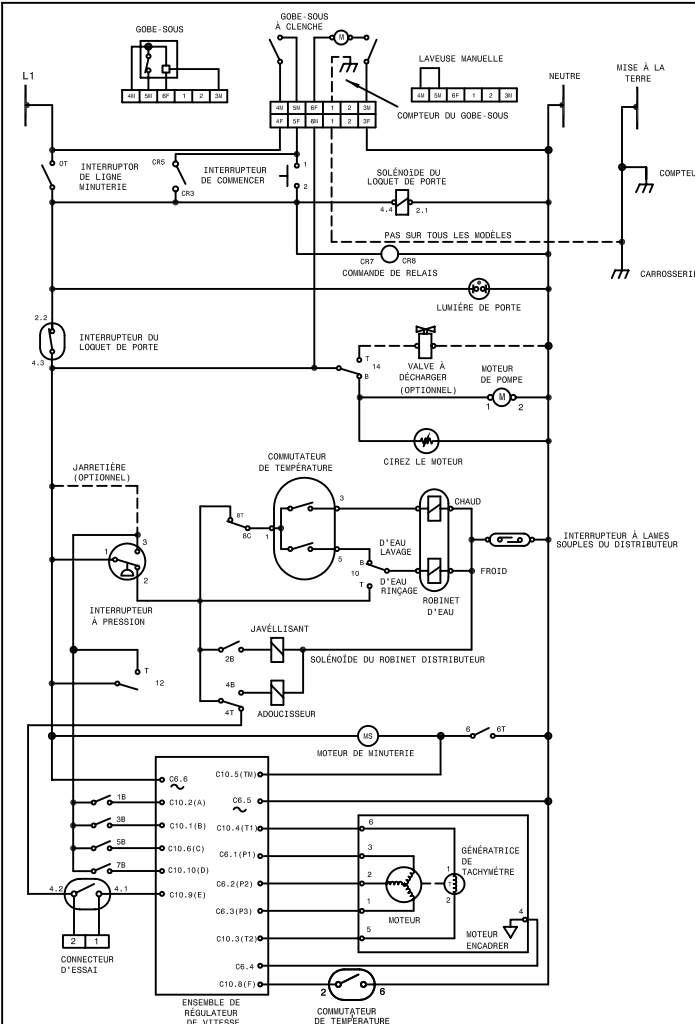 GOBE-SOUS
4M 5M 6F 1 2 3M
GOBE-SOUS
À CLENCHE
M
4M 5M 6F 1 2 3M
4F 5F 6M 1 2 3F
LAVEUSE MANUELLE
4M 5M 6F 1 2 3M
COMPTEUR DU GOBE-SOUS
L1
NEUTRE
MISE À LA
TERRE
COMPTEU
CARROSSERIE
OT
INTERRUPTOR
DE LIGNE
MINUTERIE
CR5
CR3
INTERRUPTEUR
DE COMMENCER
1
2
SOLÉNOÏDE DU
LOQUET DE PORTE
4.4
2.1
PAS SUR TOUS LES MODÈLES
CR7
CR8
COMMANDE DE RELAIS
LUMIÉRE DE PORTE
2.2
4.3
INTERRUPTEUR DU
LOQUET DE PORTE
T
14
B
VALVE À
DÉCHARGER
(OPTIONNEL)
MOTEUR
DE POMPE
M
1
2
CIREZ LE MOTEUR
JARRETIÈRE
(OPTIONNEL)
3
1
2
INTERRUPTEUR
À PRESSION
COMMUTATEUR
DE TEMPÉRATURE
8T
8C
1
3
5
CHAUD
D'EAU
LAVAGE
B
10
T
D'EAU
RINÇAGE
FROID
ROBINET
D'EAU
INTERRUPTEUR À LAMES
SOUPLES DU DISTRIBUTEUR
T
12
JAVÉLLISANT
2B
SOLÉNOÏDE DU ROBINET DISTRIBUTEUR
4B
4T
ADOUCISSEUR
MS
MOTEUR DE MINUTERIE
6
6T
C6.6
C10.5(TM)
1B
C10.2(A)
C6.5
3B
C10.1(B)
C10.4(T1)
6
5B
C10.6(C)
C6.1(P1)
3
7B
C10.10(D)
C6.2(P2)
2
4.2
4.1
C10.9(E)
C6.3(P3)
1
C10.3(T2)
5
C6.4
C10.8(F)
GÉNÉRATRICE
DE
TACHYMÉTRE
1
T
2
MOTEUR
4
MOTEUR
ENCADRER
2 1
CONNECTEUR
D'ESSAI
ENSEMBLE DE
RÉGULATEUR
DE VITESSE
2
6
COMMUTATEUR
DE TEMPÉRATURE